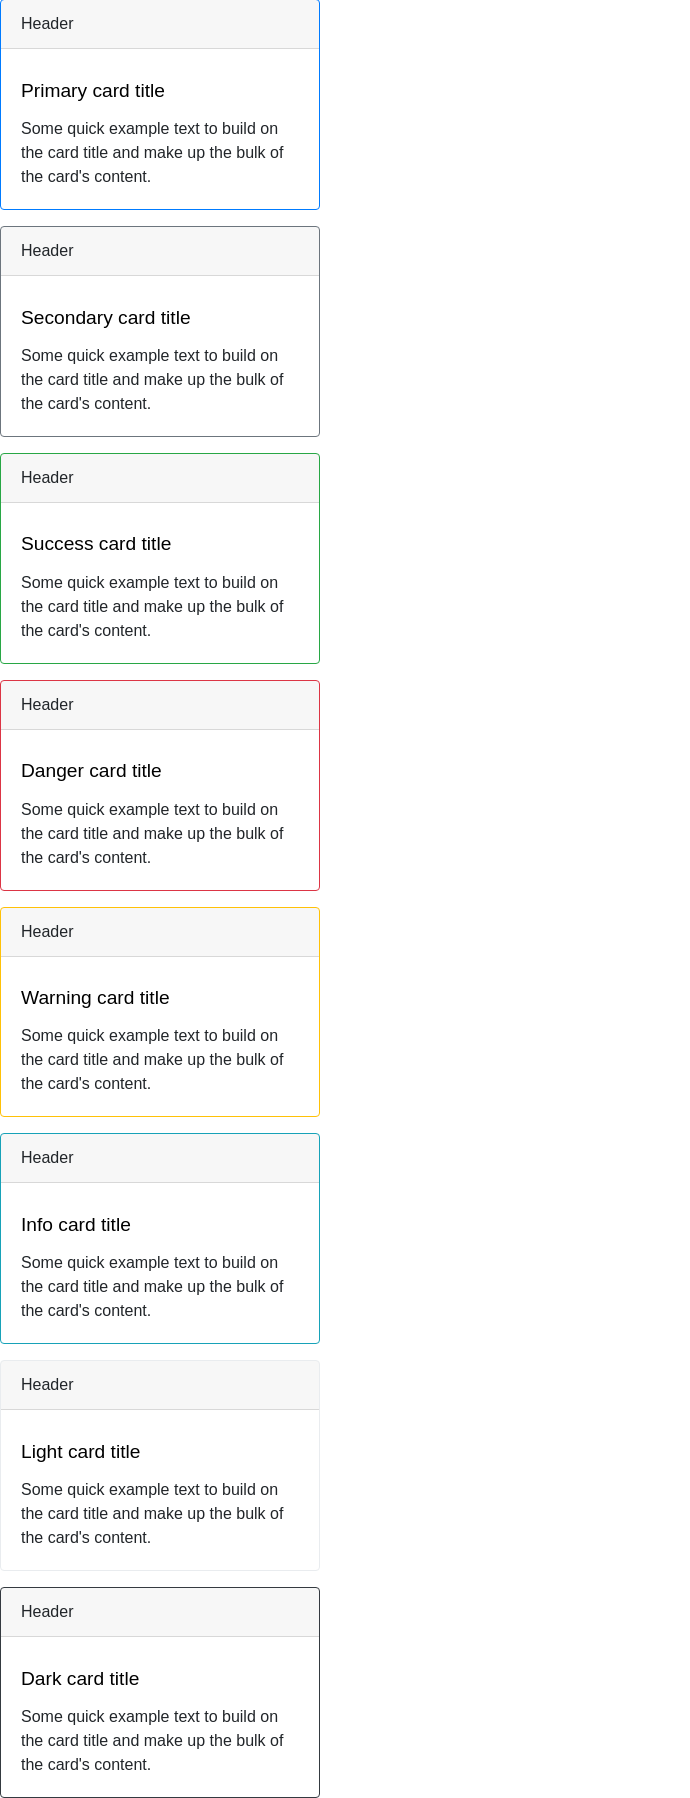 Header
Primary card title
Some quick example text to build on
the card title and make up the bulk of
the card's content.
Header
Secondary card title
Some quick example text to build on
the card title and make up the bulk of
the card's content.
Header
Success card title
Some quick example text to build on
the card title and make up the bulk of
the card's content.
Header
Danger card title
Some quick example text to build on
the card title and make up the bulk of
the card's content.
Header
Warning card title
Some quick example text to build on
the card title and make up the bulk of
the card's content.
Header
Info card title
Some quick example text to build on
the card title and make up the bulk of
the card's content.
Header
Light card title
Some quick example text to build on
the card title and make up the bulk of
the card's content.
Header
Dark card title
Some quick example text to build on
the card title and make up the bulk of
the card's content.